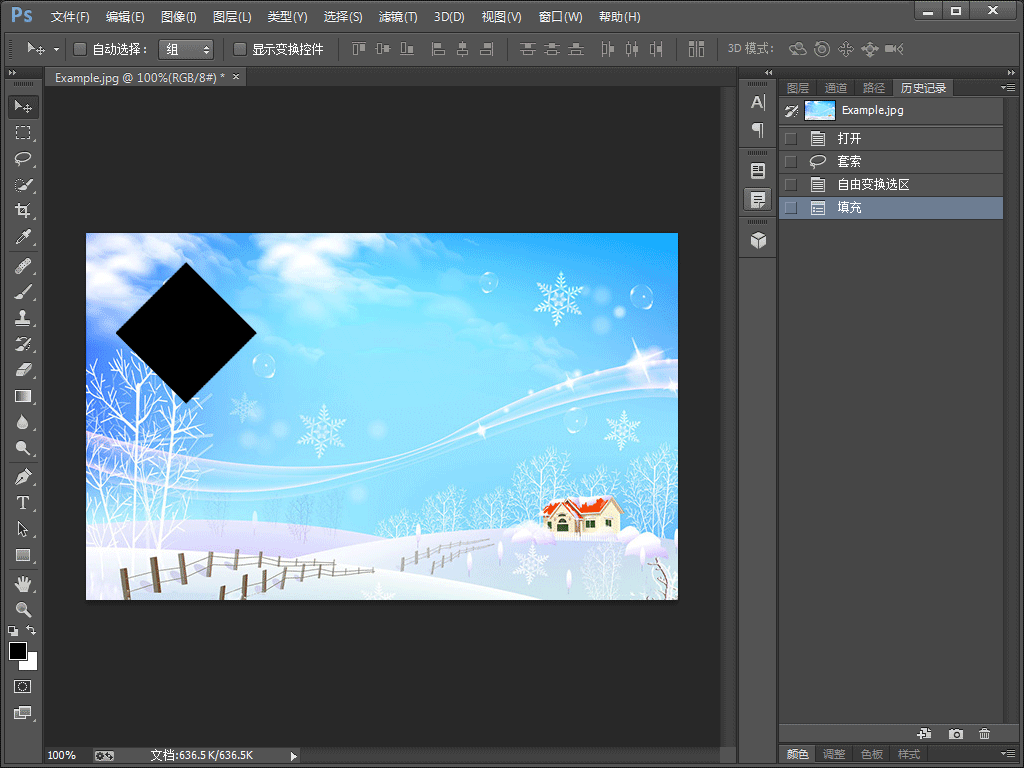 Ps 文件(F) 编辑(E) 图像(I) 图层(L) 类型(Y) 选择(S) 滤镜(T) 3D(D) 视图(V) 窗口(W) 帮助(H)
自动选择： 组 显示变换控件 3D 模式：
Example.jpg @ 100%(RGB/8#) * ×
图层 通道 路径 历史记录
Example.jpg
打开
套索
自由变换选区
填充
100% 文档:636.5K/636.5K
颜色 调整 色板 样式